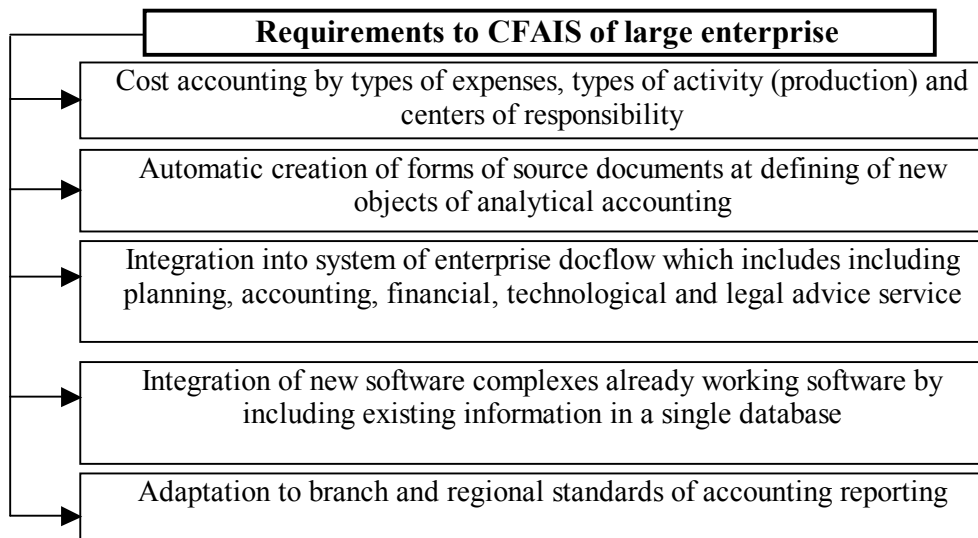 Requirements to CFAIS of large enterprise
Cost accounting by types of expenses, types of activity (production) and
centers of responsibility
Automatic creation of forms of source documents at defining of new
objects of analytical accounting
Integration into system of enterprise docflow which includes including
planning, accounting, financial, technological and legal advice service
Integration of new software complexes already working software by
including existing information in a single database
Adaptation to branch and regional standards of accounting reporting